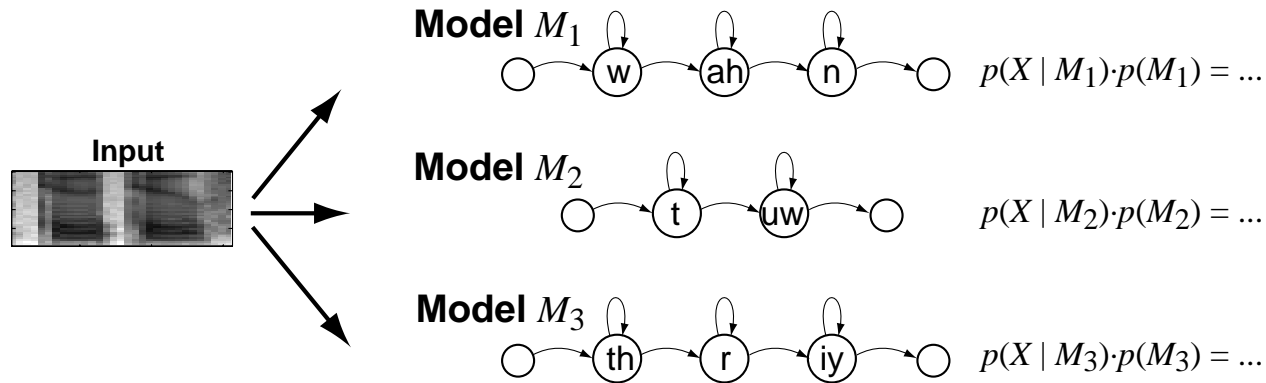 Model M1
w ah n
p(X | M1)·p(M1) = ...
Input
Model M2
t uw
p(X | M2)·p(M2) = ...
Model M3
th r iy
p(X | M3)·p(M3) = ...